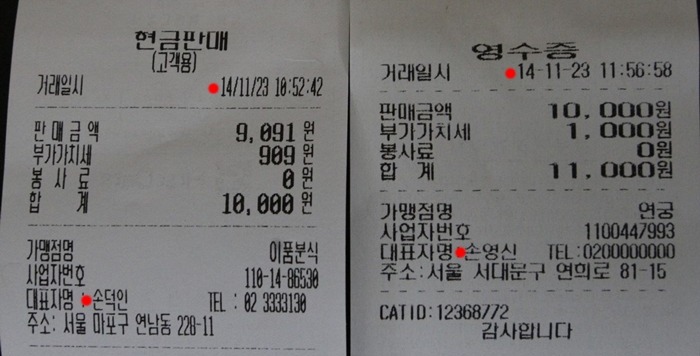 현금판매
(고객용)
거래일시 14/11/23 10:52:42
판매금액 9,091 원
부가가치세 909 원
봉사료 0 원
합계 10,000 원
가맹점명 이품분식
사업자번호 110-14-86530
대표자명 : 손덕인 TEL : 02 3333130
주소: 서울 마포구 연남동 228-11
영수증
거래일시 14-11-23 11:56:58
판매금액 10,000원
부가가치세 1,000원
봉사료 0원
합계 11,000원
가맹점명 연궁
사업자번호 1100447993
대표자명 손영신 TEL:0200000000
주소:서울 서대문구 연희로 81-15
CATID:12368772
감사합니다